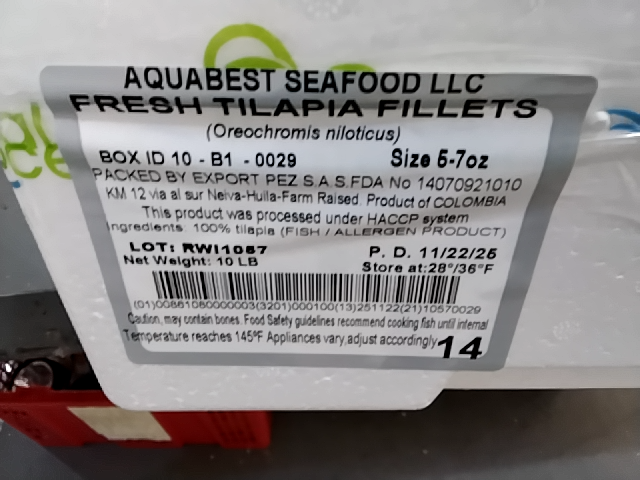 AQUABEST SEAFOOD LLC
FRESH TILAPIA FILLETS
(Oreochromis niloticus)
BOX ID 10 - B1 - 0029 Size 5-7oz
PACKED BY EXPORT PEZ S.A.S.FDA No 14070921010
KM 12 via al sur Neiva-Huila-Farm Raised. Product of COLOMBIA
This product was processed under HACCP system
Ingredients: 100% tilapia (FISH / ALLERGEN PRODUCT)
LOT: RWI1057 P. D. 11/22/25
Net Weight: 10 LB Store at:28°/36°F
(01)00861080000003(3201)000100(13)251122(21)10570029
Caution, may contain bones. Food Safety guidelines recommend cooking fish until internal
Temperature reaches 145ºF Appliances vary,adjust accordingly 14